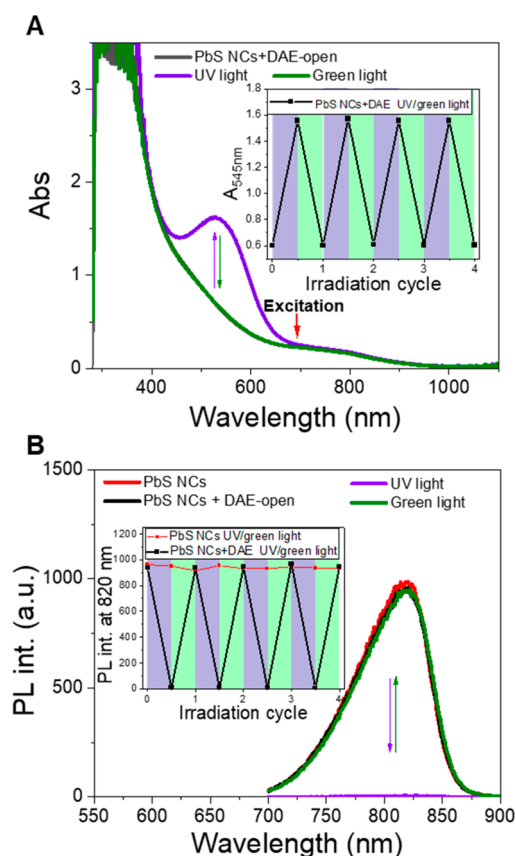 A
PbS NCs+DAE-open
UV light Green light
PbS NCs+DAE UV/green light
A545nm
1.8
1.6
1.4
1.2
1.0
0.8
0.6
0 1 2 3 4
Irradiation cycle
Excitation
Abs
3
2
1
0
400 600 800 1000
Wavelength (nm)
B
PbS NCs UV light
PbS NCs + DAE-open Green light
PbS NCs UV/green light
PbS NCs+DAE UV/green light
PL int. at 820 nm
1200
1000
800
600
400
200
0
0 1 2 3 4
Irradiation cycle
PL int. (a.u.)
1500
1000
500
0
550 600 650 700 750 800 850 900
Wavelength (nm)